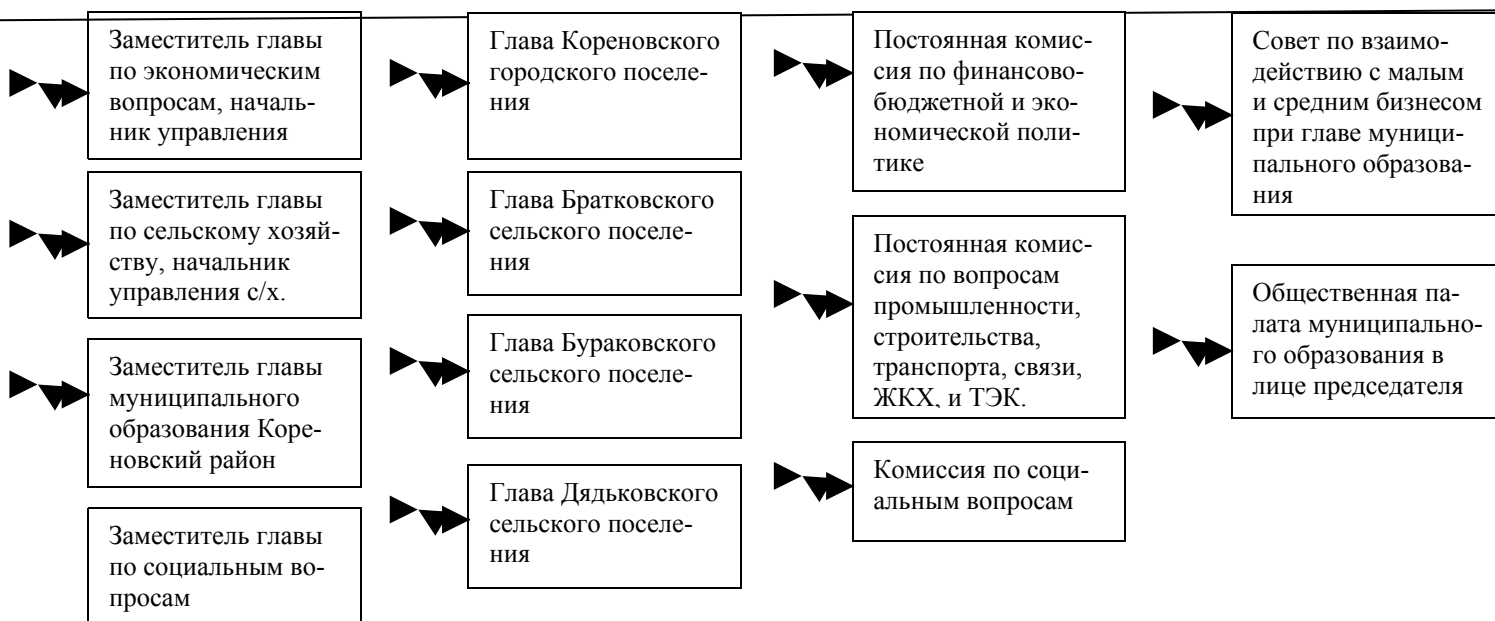 Заместитель главы
по экономическим
вопросам, началь-
ник управления
Заместитель главы
по сельскому хозяй-
ству, начальник
управления с/х.
Заместитель главы
муниципального
образования Коре-
новский район
Заместитель главы
по социальным во-
просам
Глава Кореновского
городского поселе-
ния
Глава Братковского
сельского поселе-
ния
Глава Бураковского
сельского поселе-
ния
Глава Дядьковского
сельского поселе-
ния
Постоянная комис-
сия по финансово-
бюджетной и эко-
номической поли-
тике
Постоянная комис-
сия по вопросам
промышленности,
строительства,
транспорта, связи,
ЖКХ, и ТЭК.
Комиссия по соци-
альным вопросам
Совет по взаимо-
действию с малым
и средним бизнесом
при главе муници-
пального образова-
ния
Общественная па-
лата муниципально-
го образования в
лице председателя